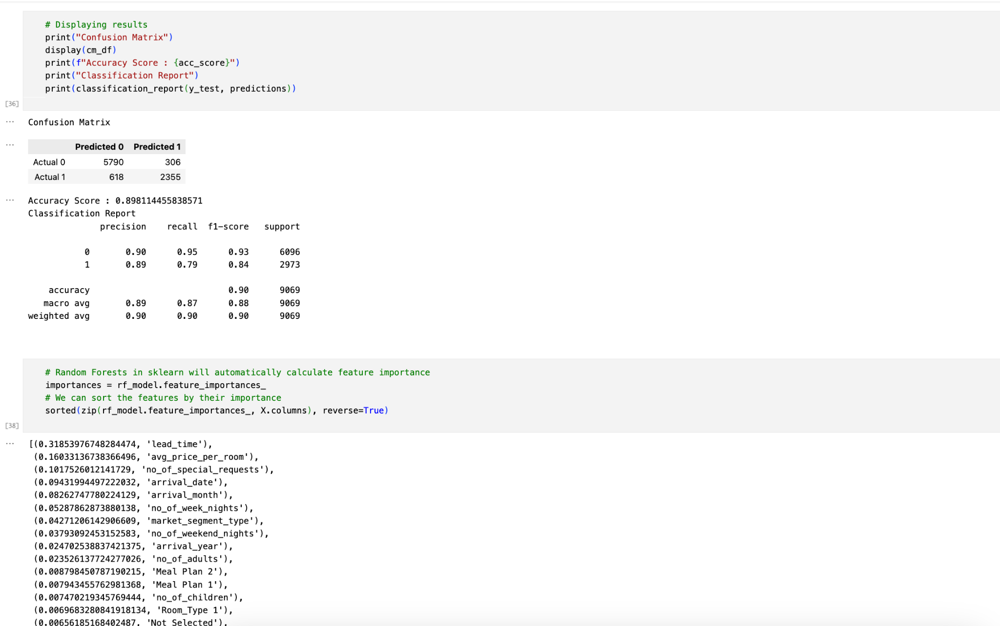 # Displaying results
print("Confusion Matrix")
display(cm_df)
print(f"Accuracy Score : {acc_score}")
print("Classification Report")
print(classification_report(y_test, predictions))
[36]
... Confusion Matrix
...
Predicted 0 Predicted 1
Actual 0 5790 306
Actual 1 618 2355
... Accuracy Score : 0.898114455838571
Classification Report
precision recall f1-score support
0 0.90 0.95 0.93 6096
1 0.89 0.79 0.84 2973
accuracy 0.90 9069
macro avg 0.89 0.87 0.88 9069
weighted avg 0.90 0.90 0.90 9069
# Random Forests in sklearn will automatically calculate feature importance
importances = rf_model.feature_importances_
# We can sort the features by their importance
sorted(zip(rf_model.feature_importances_, X.columns), reverse=True)
[38]
... [(0.31853976748284474, 'lead_time'),
(0.16033136738366496, 'avg_price_per_room'),
(0.1017526012141729, 'no_of_special_requests'),
(0.09431994497222032, 'arrival_date'),
(0.08262747780224129, 'arrival_month'),
(0.05287862873880138, 'no_of_week_nights'),
(0.04271206142906609, 'market_segment_type'),
(0.03793092453152583, 'no_of_weekend_nights'),
(0.024702538837421375, 'arrival_year'),
(0.023526137724277026, 'no_of_adults'),
(0.008798450787190215, 'Meal Plan 2'),
(0.007943455762981368, 'Meal Plan 1'),
(0.007470219345769444, 'no_of_children'),
(0.0069683280841918134, 'Room_Type 1'),
(0.00656185168402487, 'Not Selected'),